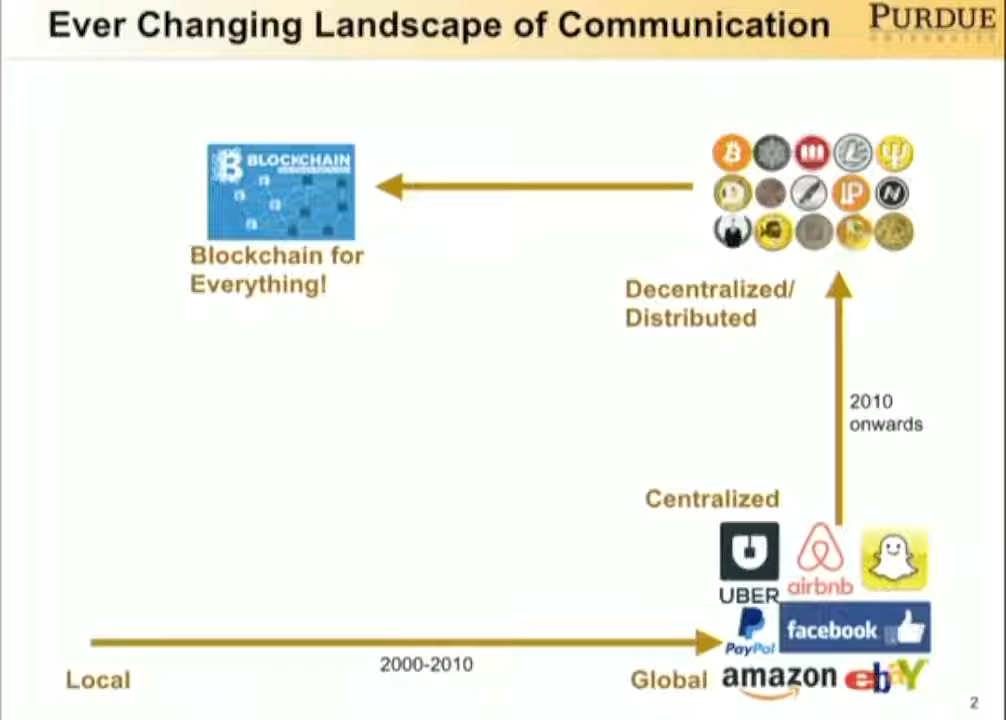 Ever Changing Landscape of Communication
PURDUE
BLOCKCHAIN
Blockchain for
Everything!
Decentralized/
Distributed
2010
onwards
Centralized
UBER
airbnb
PayPal
facebook
Local
2000-2010
Global
amazon
ebaY
2